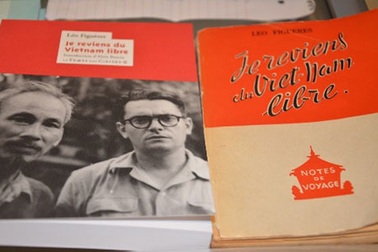 Léo Figuères
je reviens du
Vietnam libre
LEO FIGUERES
Je reviens
du Viet-Nam
libre.
NOTES
DE
VOYAGE